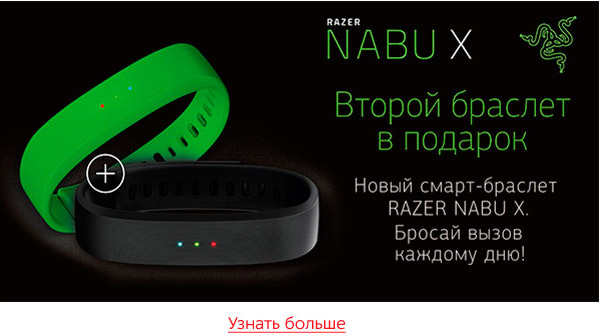 RAZER
NABU X
Второй браслет
в подарок
Новый смарт-браслет
RAZER NABU X.
Бросай вызов
каждому дню!
Узнать больше